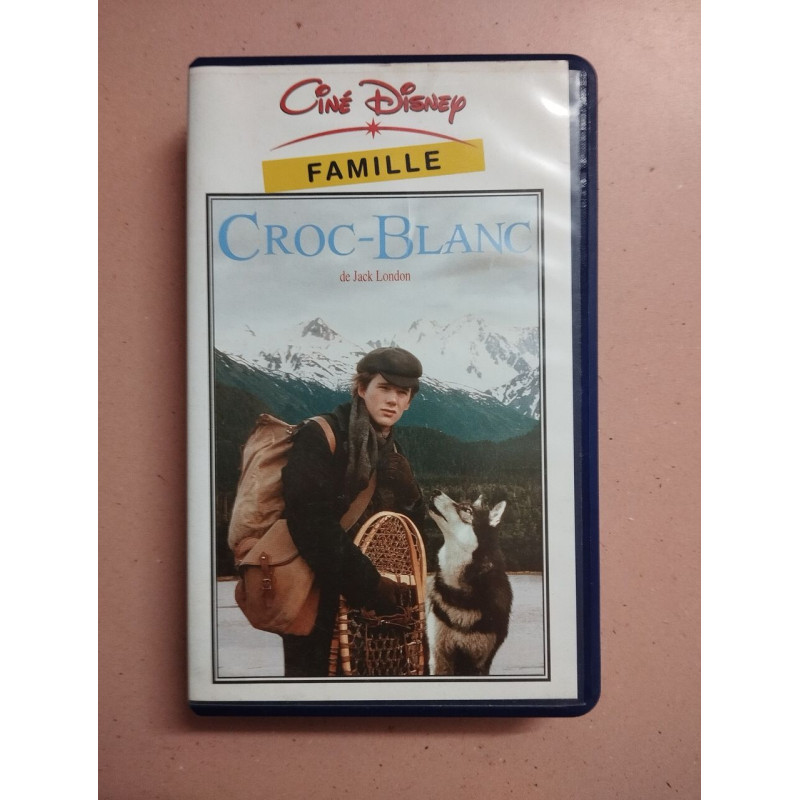 Ciné Disney
FAMILLE
CROC-BLANC
de Jack London